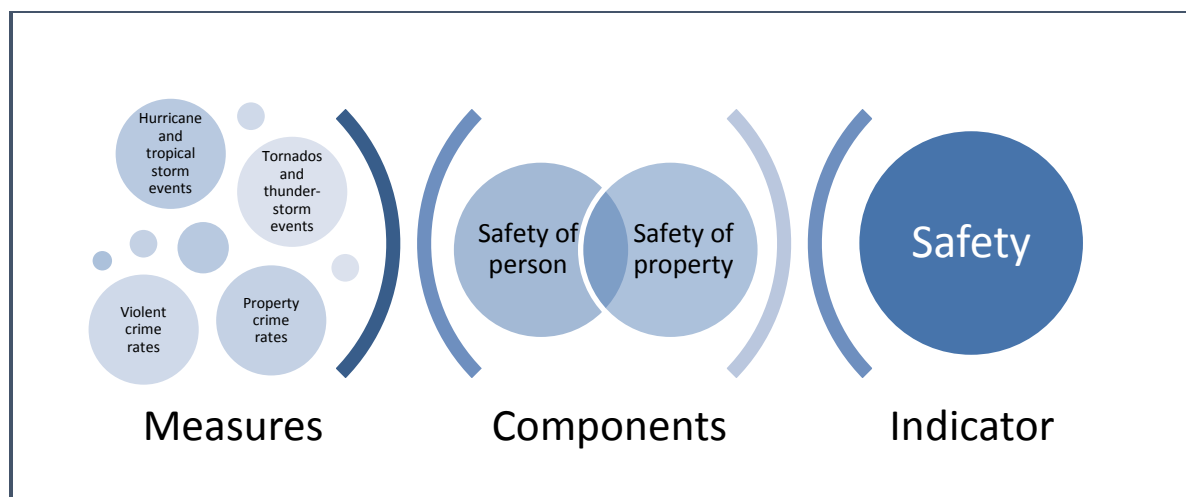 Hurricane
and
tropical
storm
events
Tornados
and
thunder-
storm
events
Violent
crime
rates
Property
crime
rates
Safety of
person
Safety of
property
Safety
Measures
Components
Indicator